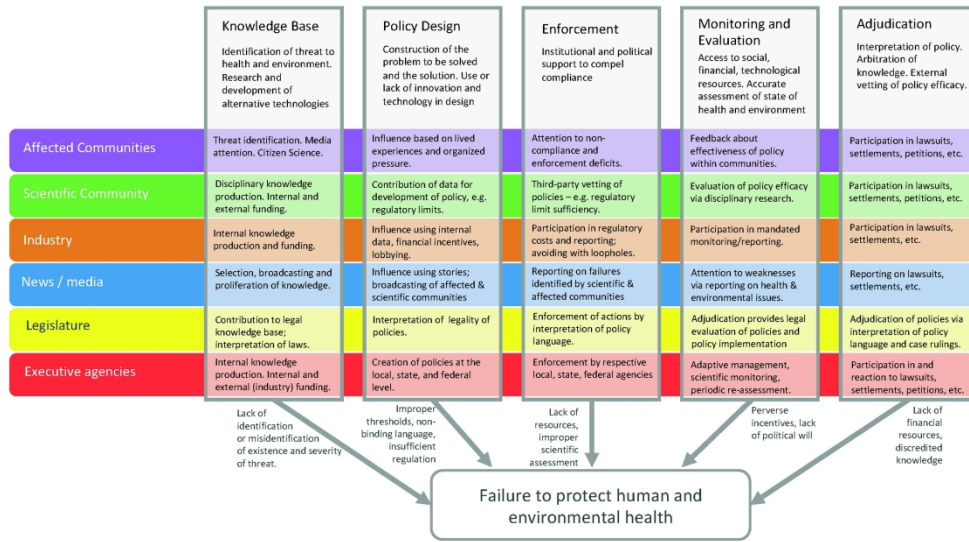 Knowledge Base
Identification of threat to
health and environment.
Research and
development of
alternative technologies
Policy Design
Construction of the
problem to be solved
and the solution. Use or
lack of innovation and
technology in design
Enforcement
Institutional and political
support to compel
compliance
Monitoring and
Evaluation
Access to social,
financial, technological
resources. Accurate
assessment of state of
health and environment
Adjudication
Interpretation of policy.
Arbitration of
knowledge. External
vetting of policy efficacy.
Affected Communities
Threat identification. Media
attention. Citizen Science.
Influence based on lived
experiences and organized
pressure.
Attention to non-
compliance and
enforcement deficits.
Feedback about
effectiveness of policy
within communities.
Participation in lawsuits,
settlements, petitions, etc.
Scientific Community
Disciplinary knowledge
production. Internal and
external funding.
Contribution of data for
development of policy, e.g.
regulatory limits.
Third-party vetting of
policies – e.g. regulatory
limit sufficiency.
Evaluation of policy efficacy
via disciplinary research.
Participation in lawsuits,
settlements, petitions, etc.
Industry
Internal knowledge
production and funding.
Influence using internal
data, financial incentives,
lobbying.
Participation in regulatory
costs and reporting;
avoiding with loopholes.
Participation in mandated
monitoring/reporting.
Participation in lawsuits,
settlements, etc.
News / media
Selection, broadcasting and
proliferation of knowledge.
Influence using stories;
broadcasting of affected &
scientific communities
Reporting on failures
identified by scientific &
affected communities
Attention to weaknesses
via reporting on health &
environmental issues.
Reporting on lawsuits,
settlements, etc.
Legislature
Contribution to legal
knowledge base;
interpretation of laws.
Interpretation of legality of
policies.
Enforcement of actions by
interpretation of policy
language.
Adjudication provides legal
evaluation of policies and
policy implementation
Adjudication of policies via
interpretation of policy
language and case rulings.
Executive agencies
Internal knowledge
production. Internal and
external (industry) funding.
Creation of policies at the
local, state, and federal
level.
Enforcement by respective
local, state, federal agencies
Adaptive management,
scientific monitoring,
periodic re-assessment.
Participation in and
reaction to lawsuits,
settlements, petitions, etc.
Lack of
identification
or misidentification
of existence and severity
of threat.
Improper
thresholds, non-
binding language,
insufficient
regulation
Lack of
resources,
improper
scientific
assessment
Perverse
incentives, lack
of political will
Lack of
financial
resources,
discredited
knowledge
Failure to protect human and
environmental health